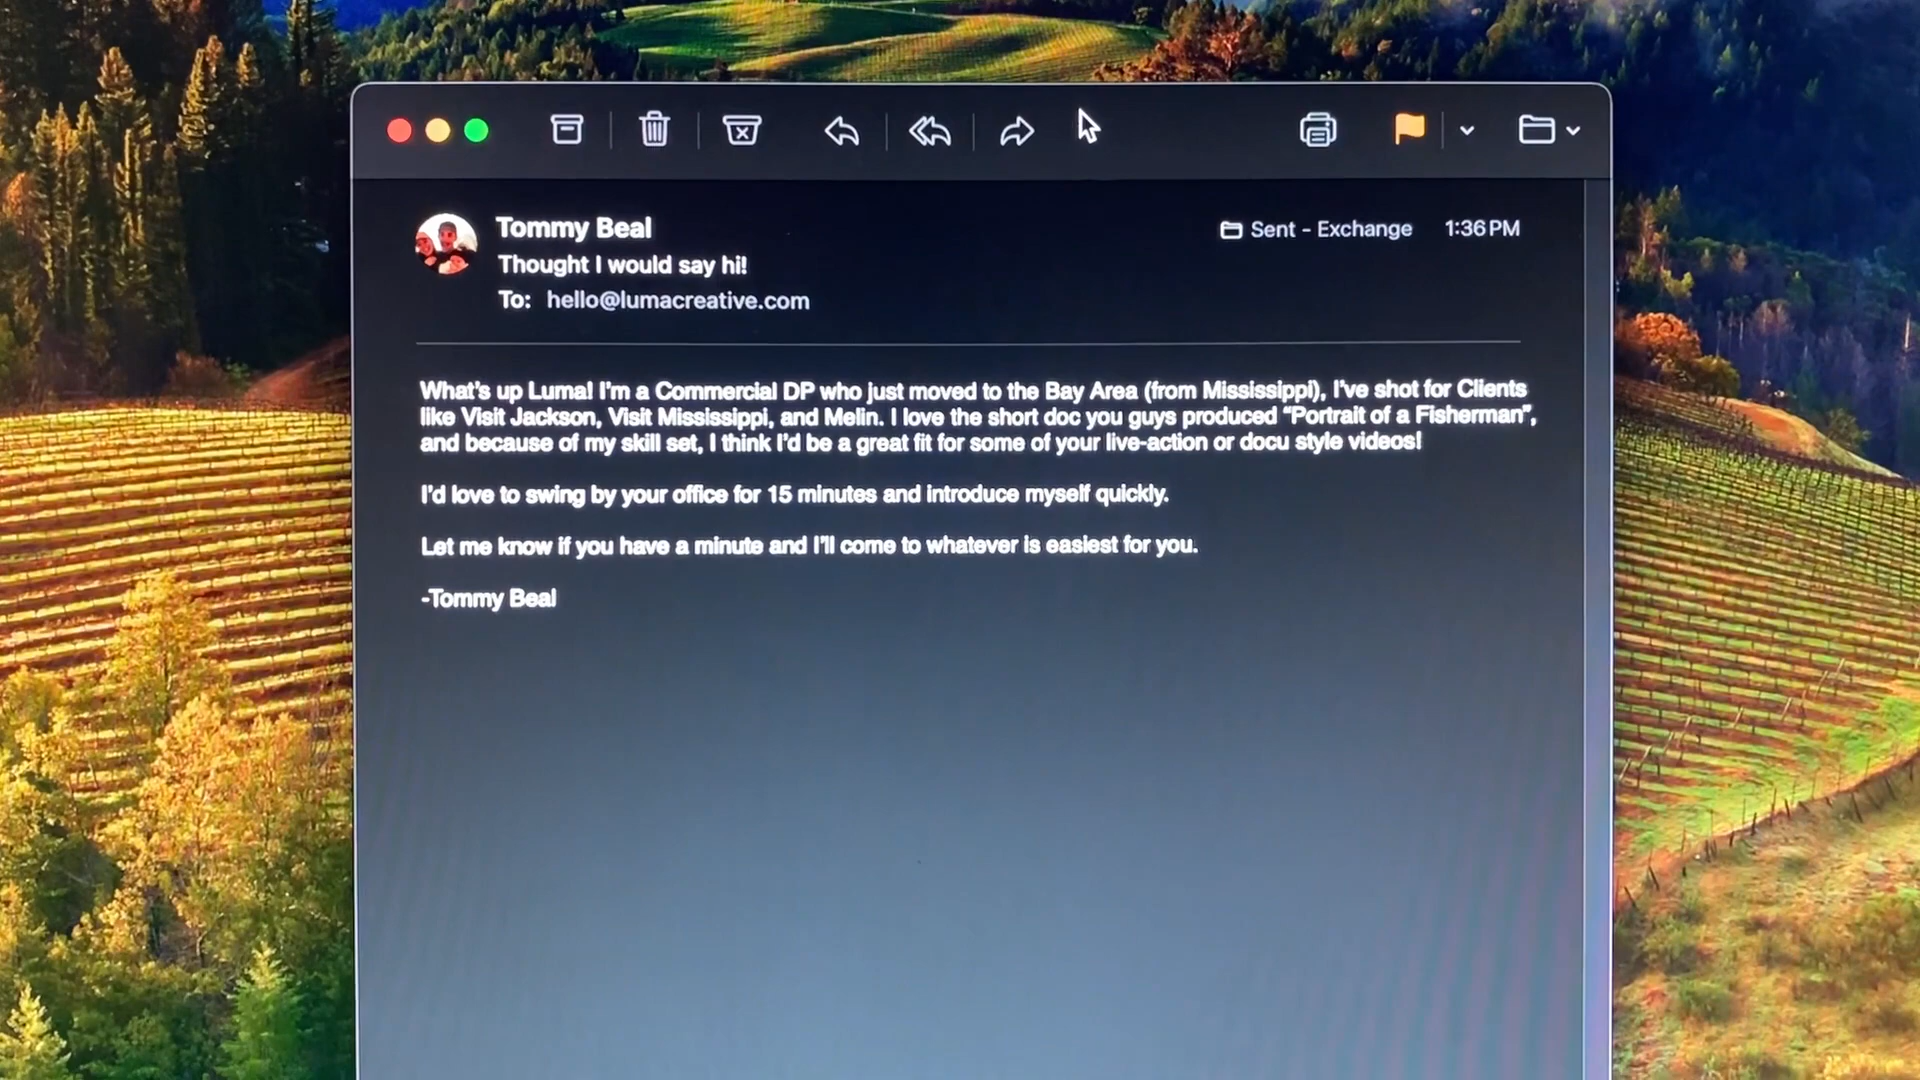 Tommy Beal
Sent - Exchange 1:36 PM
Thought I would say hi!
To: hello@lumacreative.com
What's up Luma! I'm a Commercial DP who just moved to the Bay Area (from Mississippi), I've shot for Clients
like Visit Jackson, Visit Mississippi, and Melin. I love the short doc you guys produced “Portrait of a Fisherman”,
and because of my skill set, I think I'd be a great fit for some of your live-action or docu style videos!
I'd love to swing by your office for 15 minutes and introduce myself quickly.
Let me know if you have a minute and I'll come to whatever is easiest for you.
-Tommy Beal